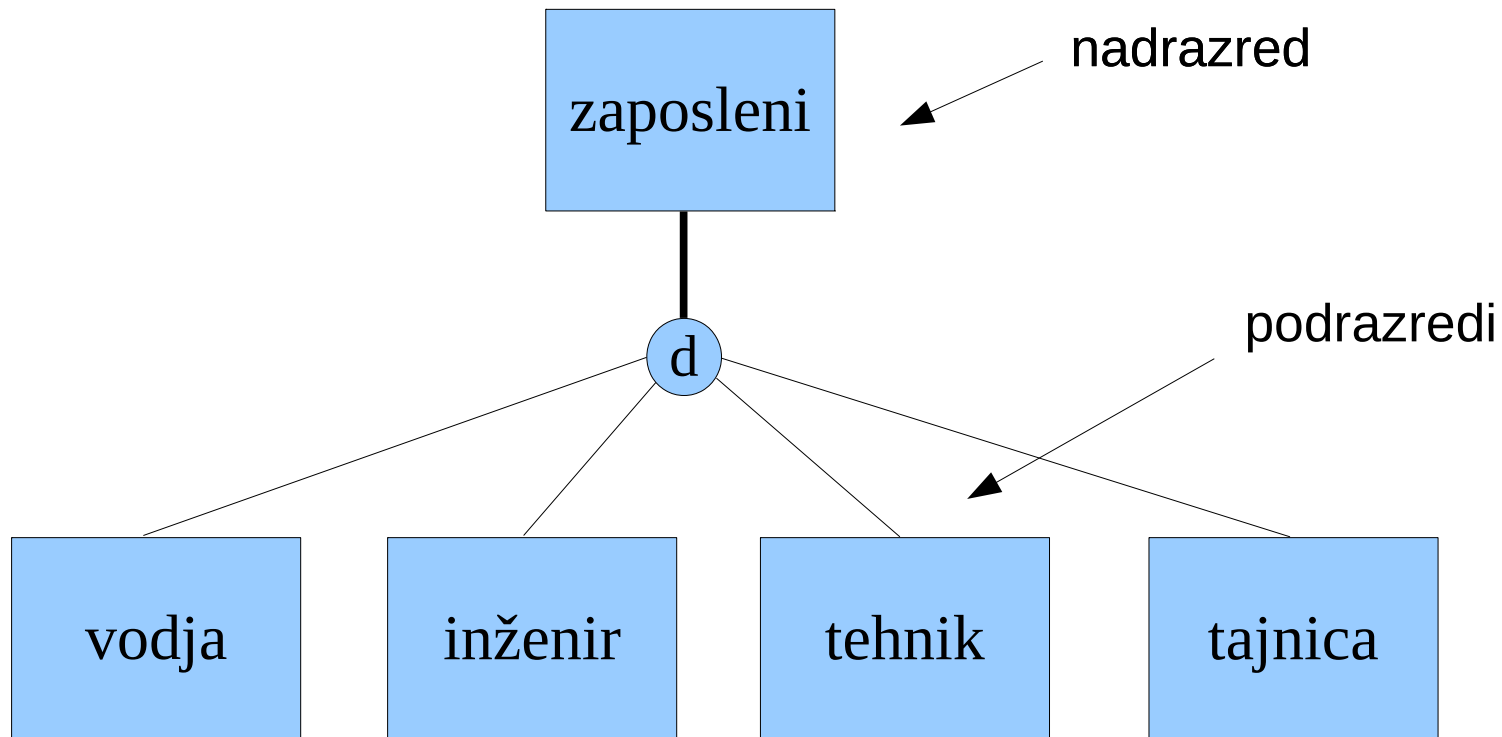 nadrazred
zaposleni
podrazredi
d
vodja
inženir
tehnik
tajnica